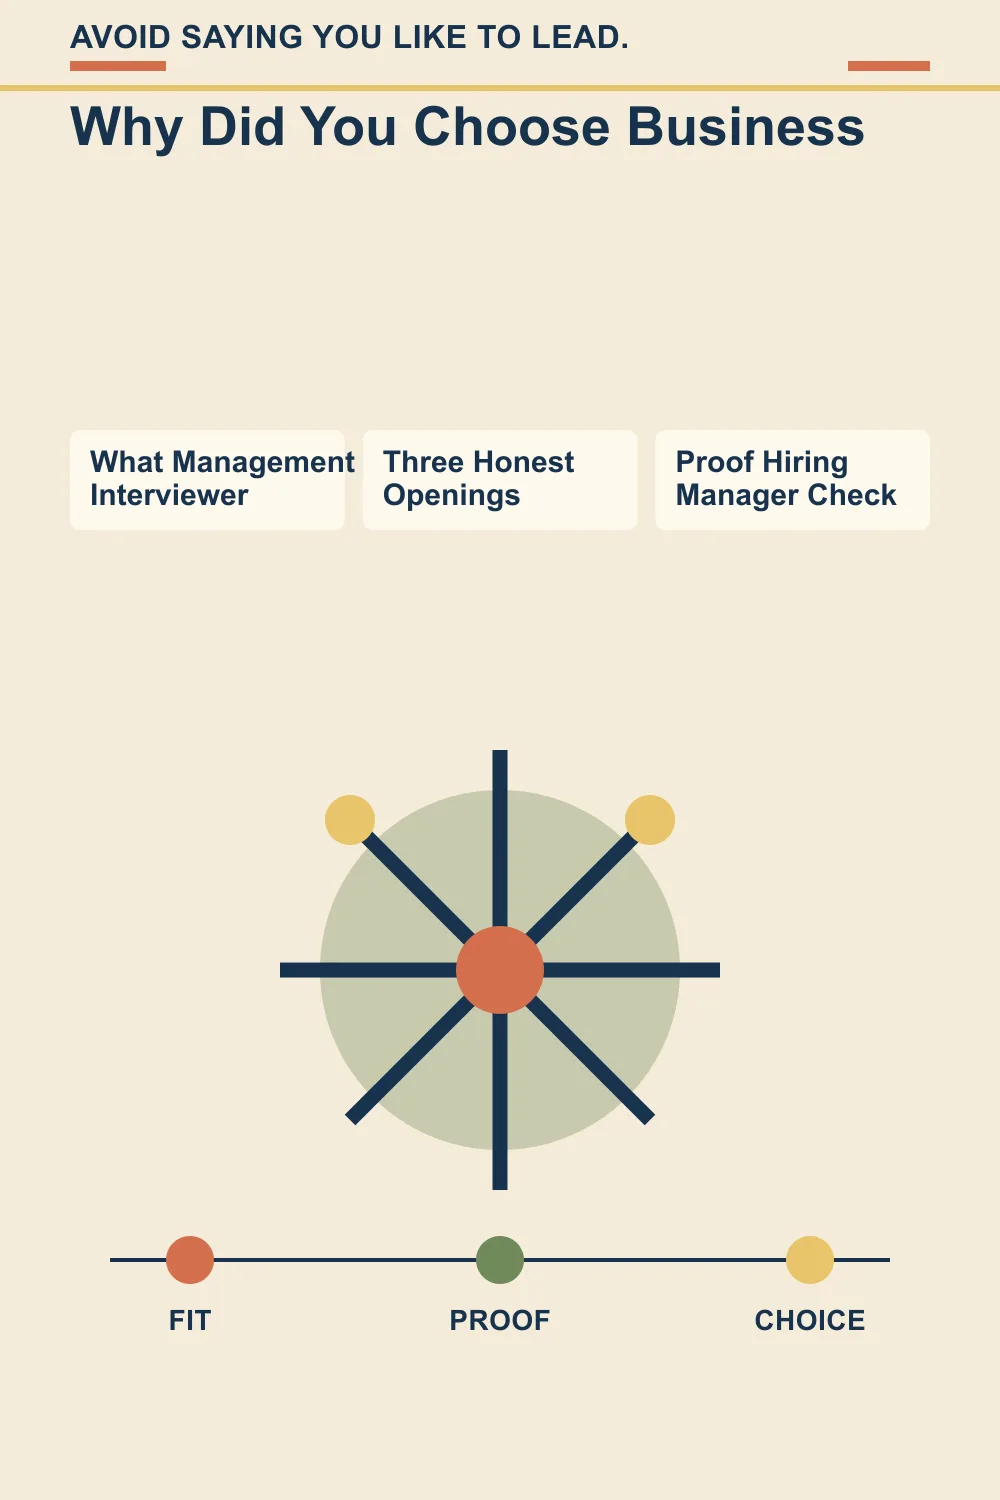 AVOID SAYING YOU LIKE TO LEAD.
Why Did You Choose Business
What Management
Interviewer
Three Honest
Openings
Proof Hiring
Manager Check
FIT
PROOF
CHOICE